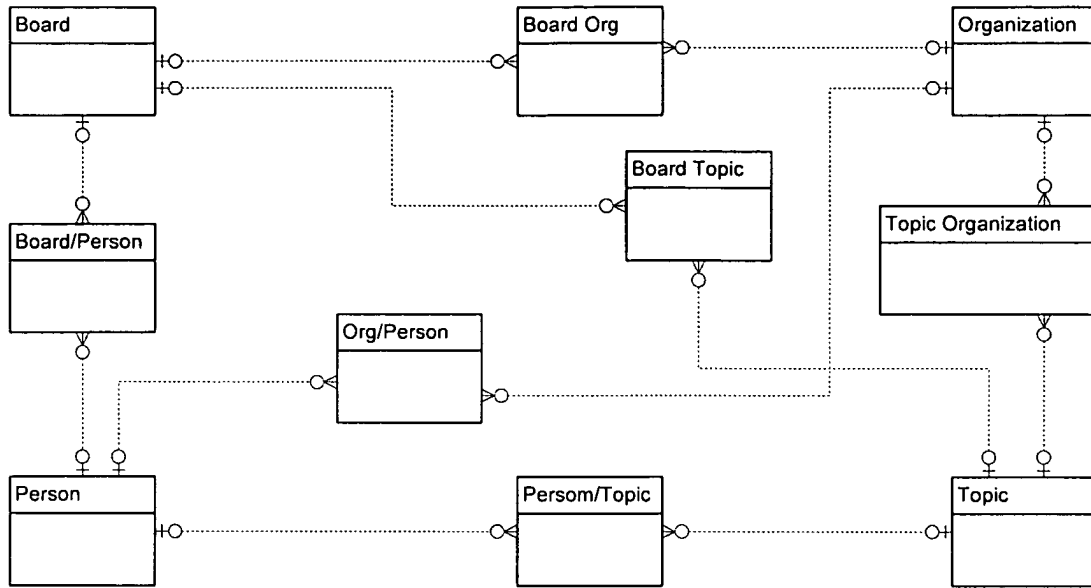 Board
Board Org
Organization
Board Topic
Board/Person
Topic Organization
Org/Person
Person
Persom/Topic
Topic